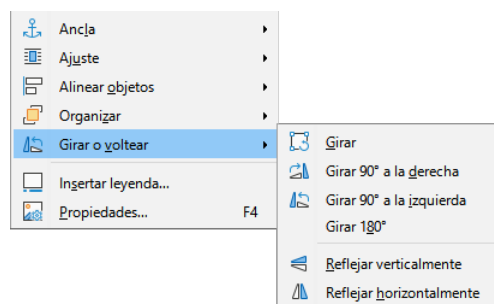 Ancla
Ajuste
Alinear objetos
Organizar
Girar o voltear
Insertar leyenda...
Propiedades... F4
Girar
Girar 90° a la derecha
Girar 90° a la izquierda
Girar 180°
Reflejar verticalmente
Reflejar horizontalmente